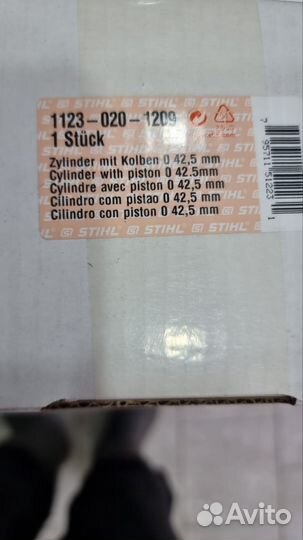 1123-020-1209
1 Stück
Zylinder mit Kolben 0 42,5 mm
Cylinder with piston 0 42.5mm
Cylindre avec piston 0 42,5 mm
Cilindro com pistao 0 42,5 mm
Cilindro con piston 0 42,5 mm
STIHL
Avito